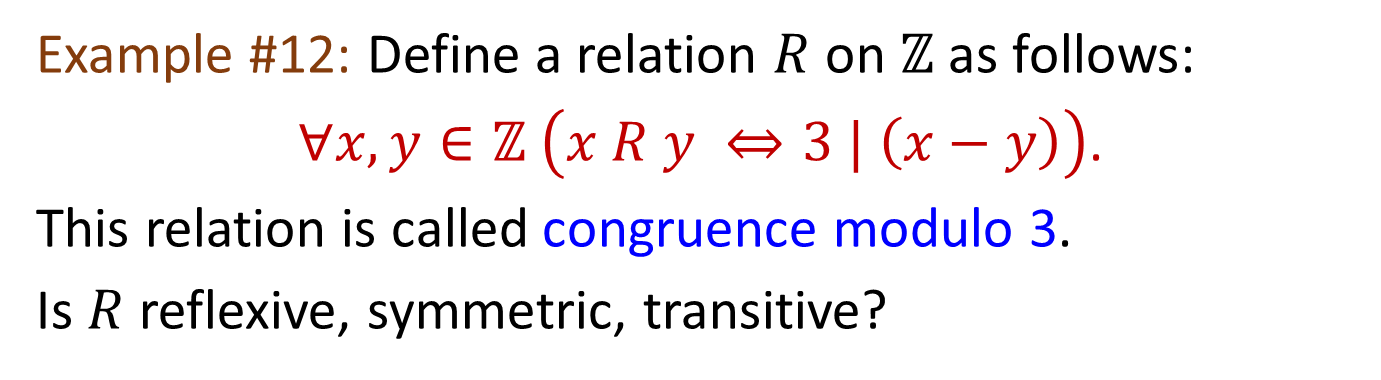 Example #12: Define a relation R on ℤ as follows:
∀x, y ∈ ℤ (x R y ⇔ 3 | (x − y)).
This relation is called congruence modulo 3.
Is R reflexive, symmetric, transitive?